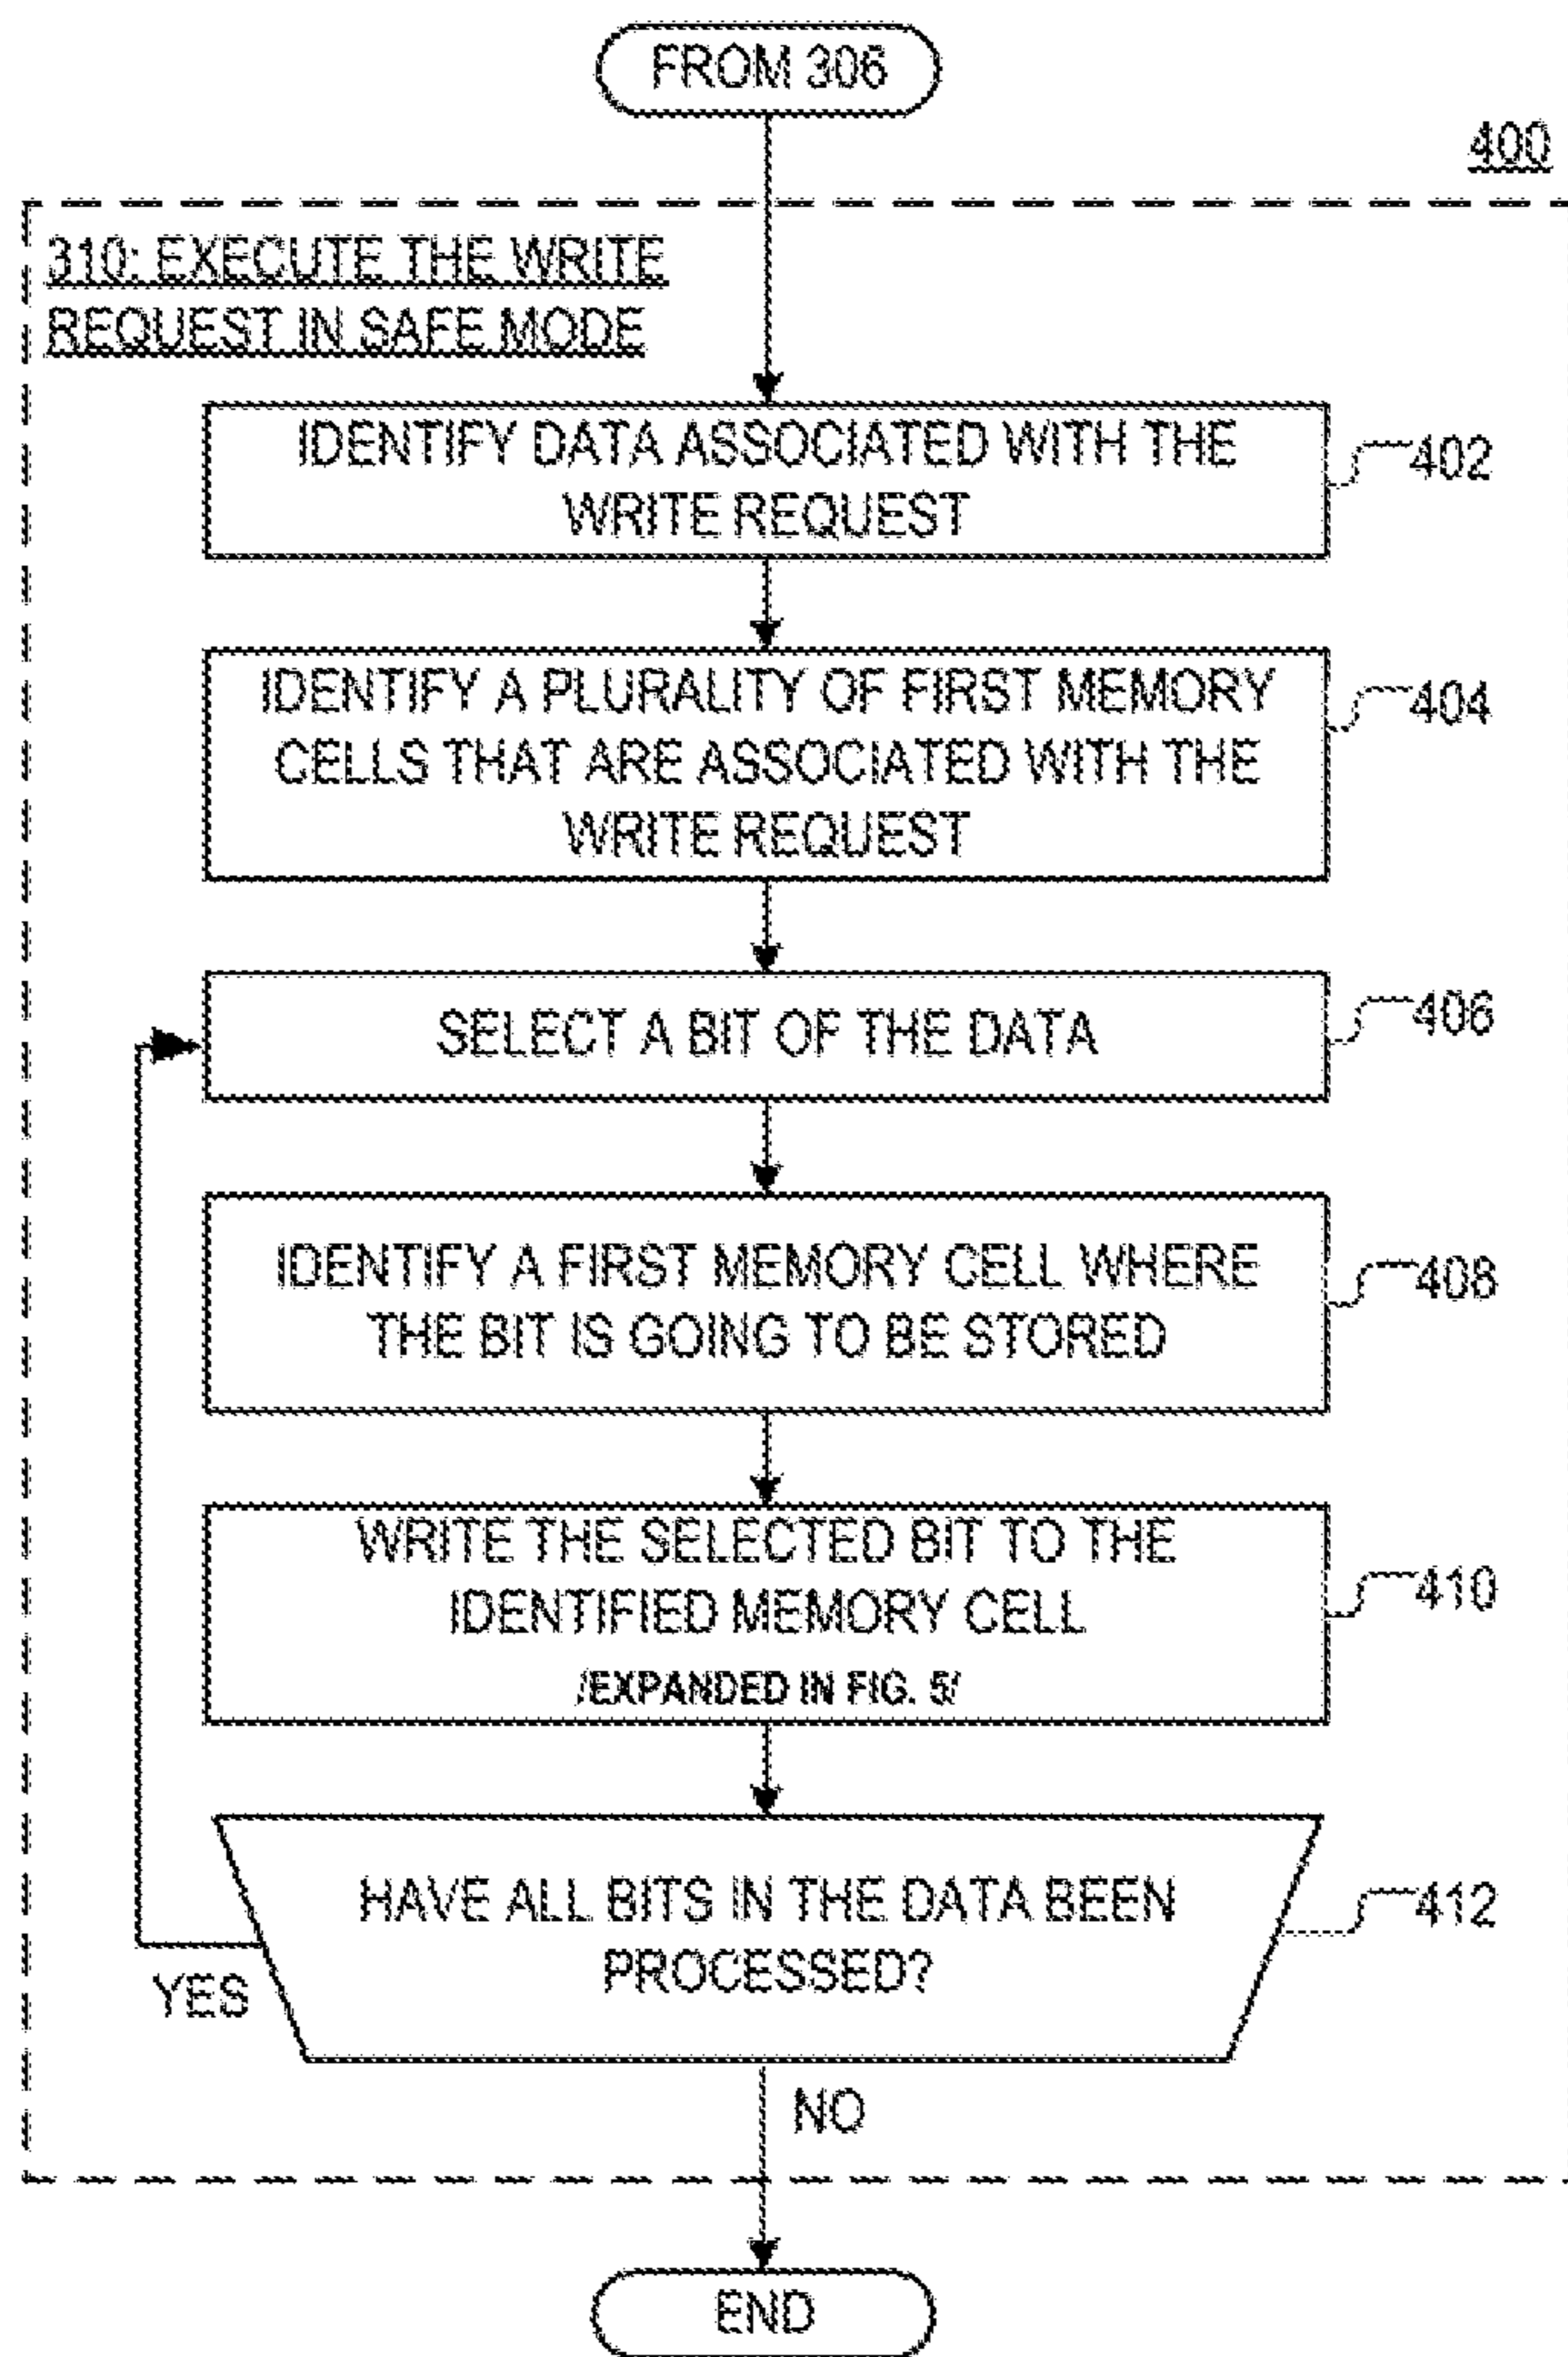 FROM 306
400
310: EXECUTE THE WRITE
REQUEST IN SAFE MODE
IDENTIFY DATA ASSOCIATED WITH THE
WRITE REQUEST
402
IDENTIFY A PLURALITY OF FIRST MEMORY
CELLS THAT ARE ASSOCIATED WITH THE
WRITE REQUEST
404
SELECT A BIT OF THE DATA
406
IDENTIFY A FIRST MEMORY CELL WHERE
THE BIT IS GOING TO BE STORED
408
WRITE THE SELECTED BIT TO THE
IDENTIFIED MEMORY CELL
/EXPANDED IN FIG. 5/
410
HAVE ALL BITS IN THE DATA BEEN
PROCESSED?
412
YES
NO
END